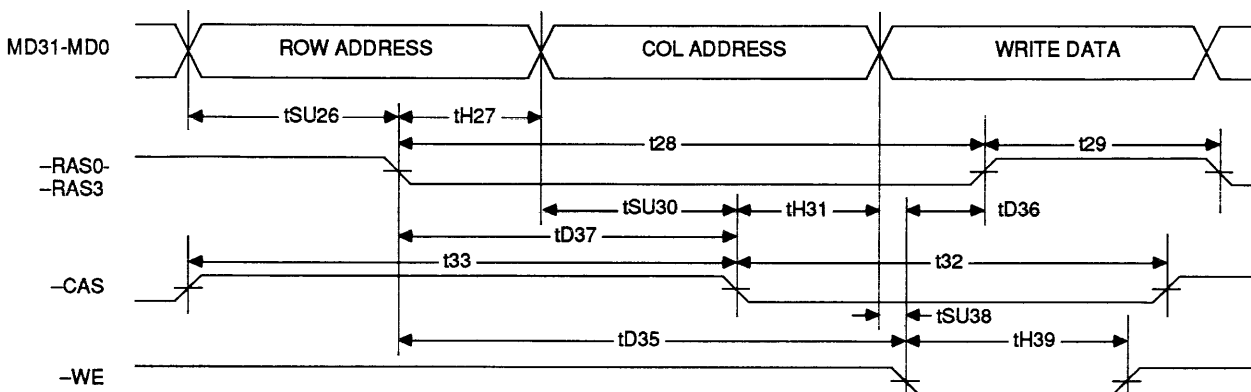 MD31-MD0 ROW ADDRESS COL ADDRESS WRITE DATA
tSU26 tH27
t28 t29
–RAS0-
–RAS3
tSU30 tH31 tD36
tD37
t33 t32
–CAS
tSU38
tD35 tH39
–WE